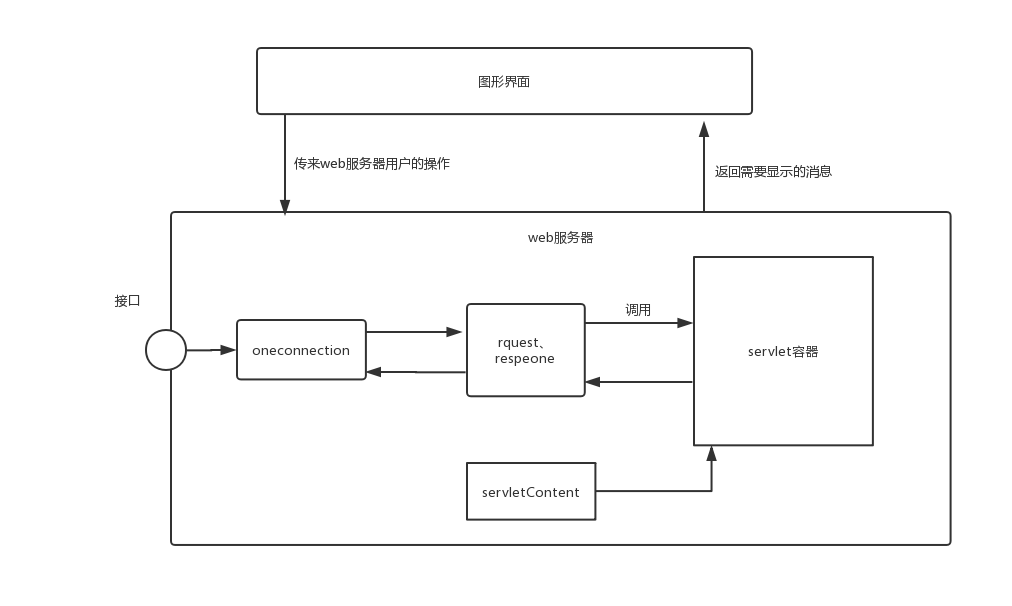 图形界面
传来web服务器用户的操作
返回需要显示的消息
web服务器
接口
oneconnection
rquest、
respeone
调用
servlet容器
servletContent